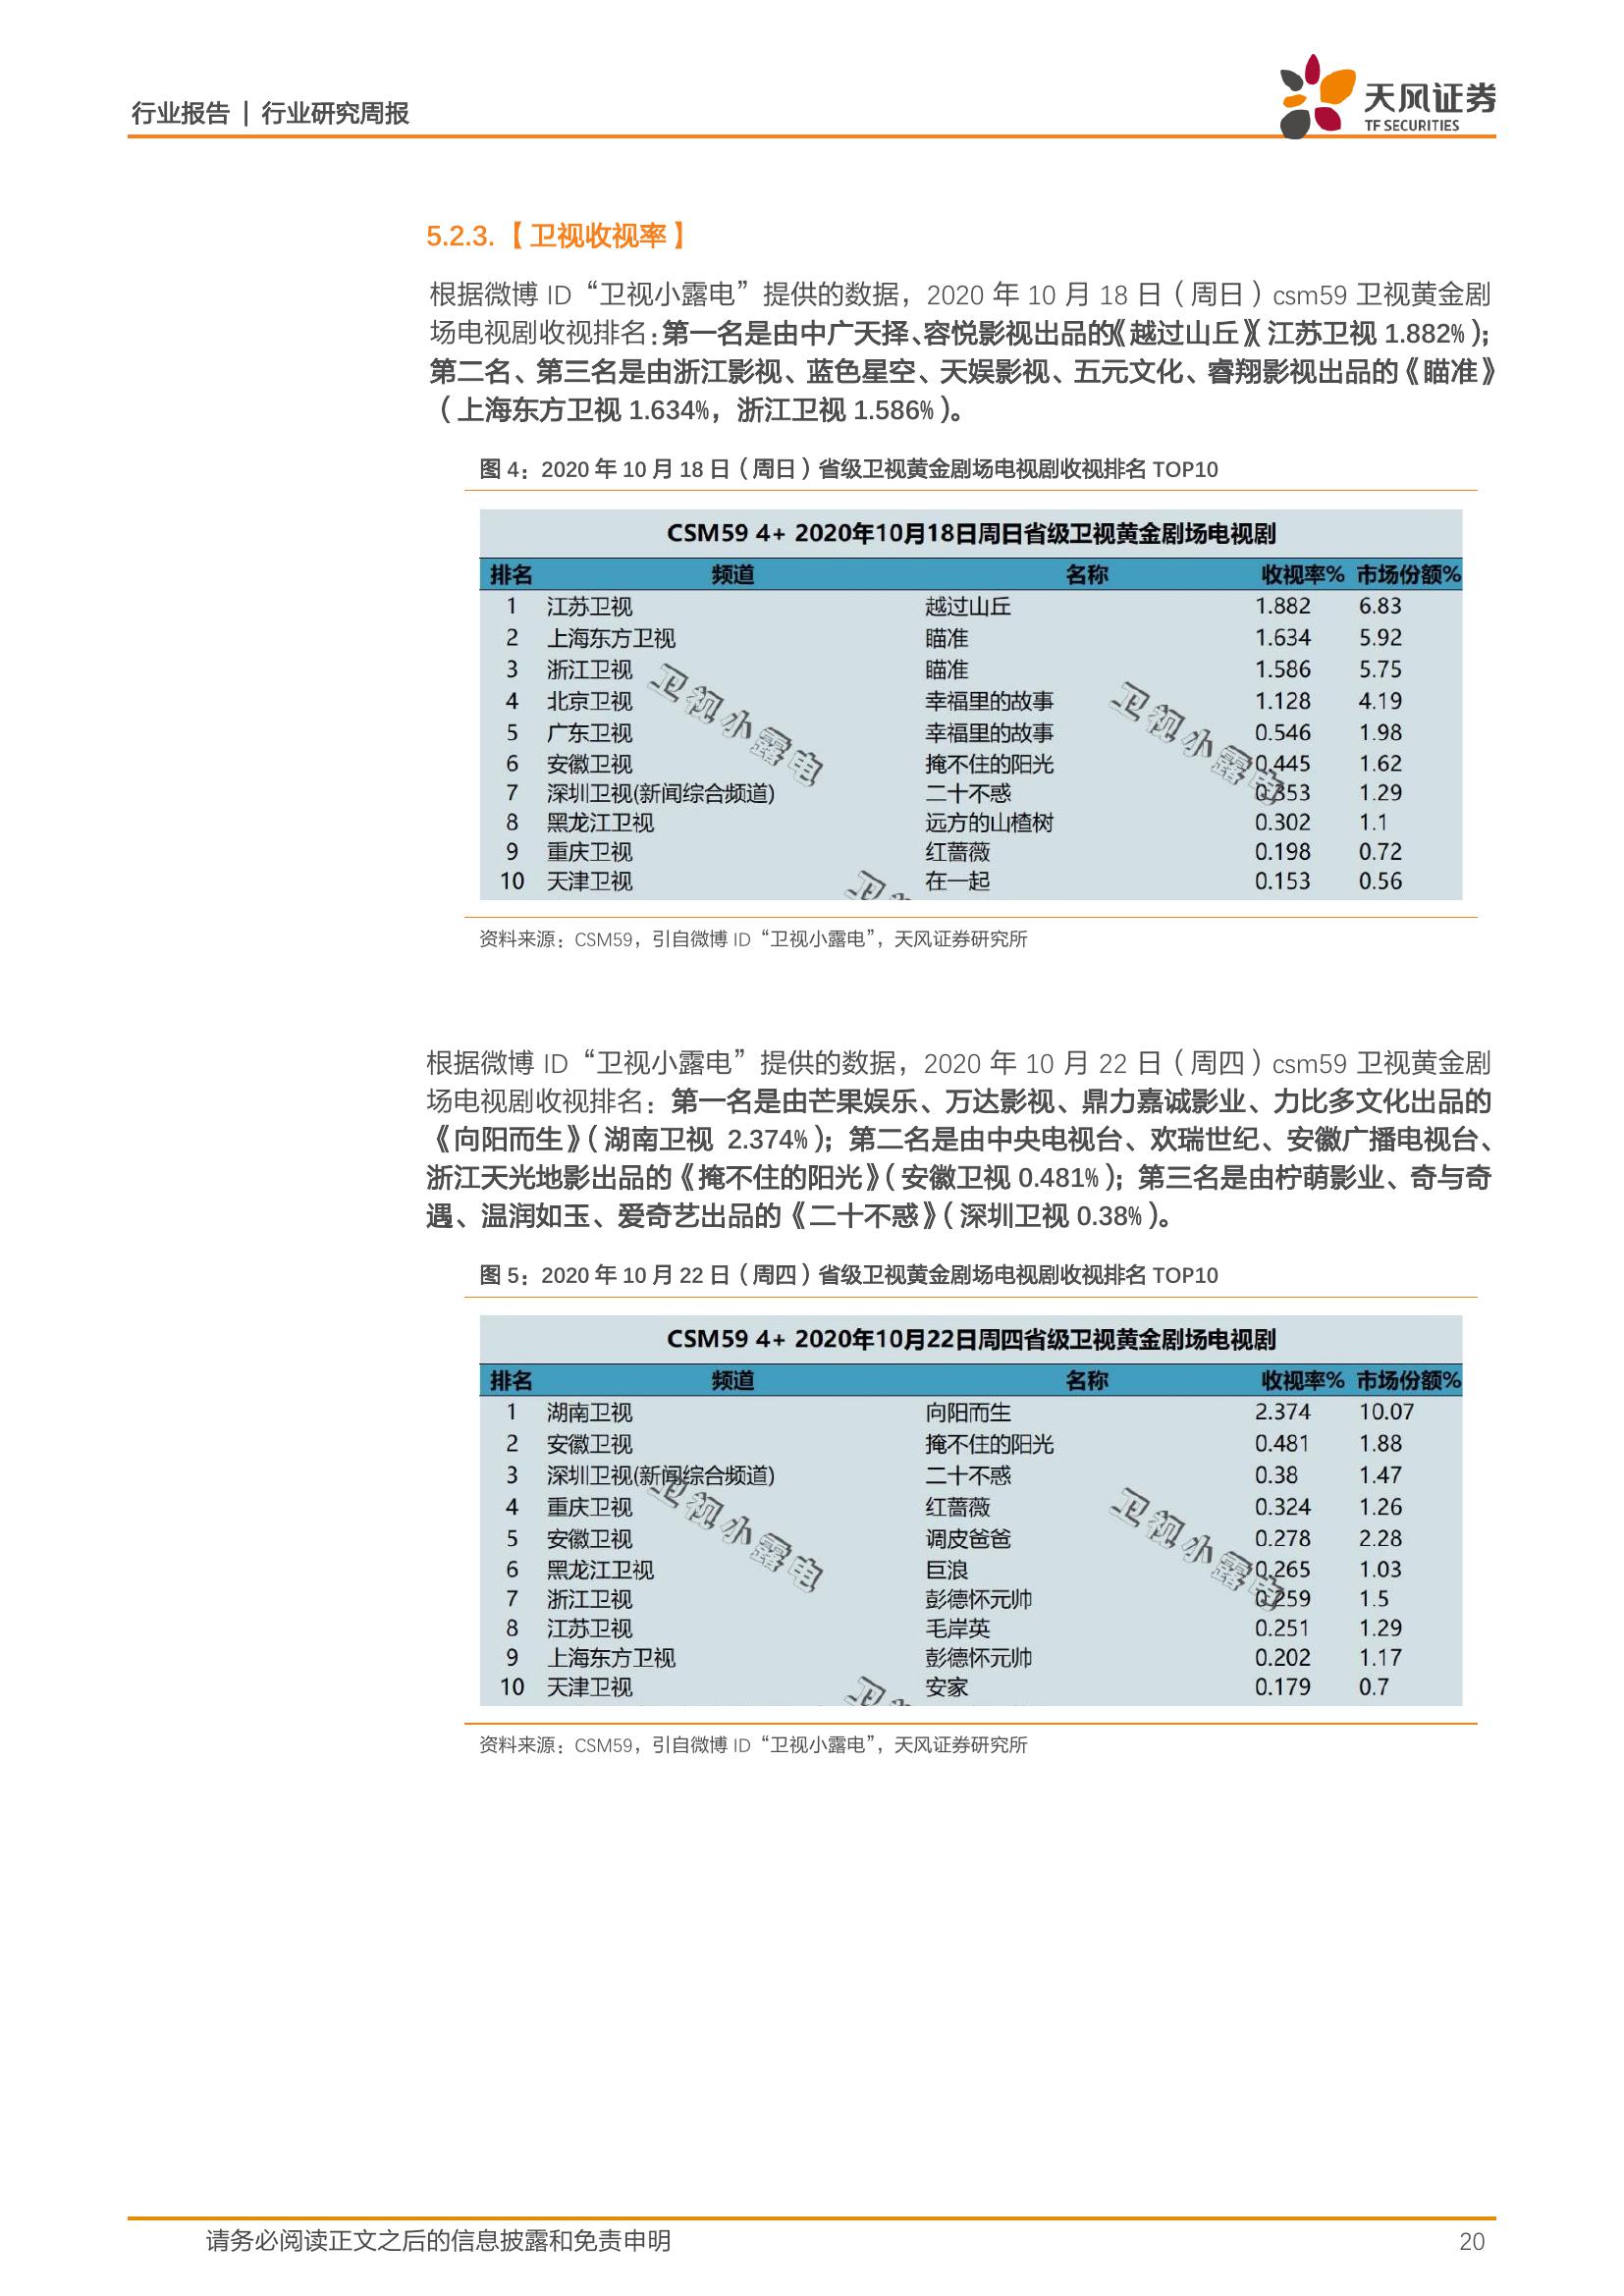 行业报告 | 行业研究周报
天风证券
TF SECURITIES
5.2.3.【卫视收视率】
根据微博 ID“卫视小露电”提供的数据，2020 年 10 月 18 日（周日）csm59 卫视黄金剧
场电视剧收视排名：第一名是由中广天择、容悦影视出品的《越过山丘》（江苏卫视 1.882%）；
第二名、第三名是由浙江影视、蓝色星空、天娱影视、五元文化、睿翔影视出品的《瞄准》
（上海东方卫视 1.634%，浙江卫视 1.586%）。
图 4：2020 年 10 月 18 日（周日）省级卫视黄金剧场电视剧收视排名 TOP10
CSM59 4+ 2020年10月18日周日省级卫视黄金剧场电视剧
排名 频道 名称 收视率% 市场份额%
1 江苏卫视 越过山丘 1.882 6.83
2 上海东方卫视 瞄准 1.634 5.92
3 浙江卫视 瞄准 1.586 5.75
4 北京卫视 幸福里的故事 1.128 4.19
5 广东卫视 幸福里的故事 0.546 1.98
6 安徽卫视 掩不住的阳光 0.445 1.62
7 深圳卫视(新闻综合频道) 二十不惑 0.353 1.29
8 黑龙江卫视 远方的山楂树 0.302 1.1
9 重庆卫视 红蔷薇 0.198 0.72
10 天津卫视 在一起 0.153 0.56
卫视小露电
卫视小露电
资料来源：CSM59，引自微博 ID“卫视小露电”，天风证券研究所
根据微博 ID“卫视小露电”提供的数据，2020 年 10 月 22 日（周四）csm59 卫视黄金剧
场电视剧收视排名：第一名是由芒果娱乐、万达影视、鼎力嘉诚影业、力比多文化出品的
《向阳而生》（湖南卫视 2.374%）；第二名是由中央电视台、欢瑞世纪、安徽广播电视台、
浙江天光地影出品的《掩不住的阳光》（安徽卫视 0.481%）；第三名是由柠萌影业、奇与奇
遇、温润如玉、爱奇艺出品的《二十不惑》（深圳卫视 0.38%）。
图 5：2020 年 10 月 22 日（周四）省级卫视黄金剧场电视剧收视排名 TOP10
CSM59 4+ 2020年10月22日周四省级卫视黄金剧场电视剧
排名 频道 名称 收视率% 市场份额%
1 湖南卫视 向阳而生 2.374 10.07
2 安徽卫视 掩不住的阳光 0.481 1.88
3 深圳卫视(新闻综合频道) 二十不惑 0.38 1.47
4 重庆卫视 红蔷薇 0.324 1.26
5 安徽卫视 调皮爸爸 0.278 2.28
6 黑龙江卫视 巨浪 0.265 1.03
7 浙江卫视 彭德怀元帅 0.259 1.5
8 江苏卫视 毛岸英 0.251 1.29
9 上海东方卫视 彭德怀元帅 0.202 1.17
10 天津卫视 安家 0.179 0.7
卫视小露电
卫视小露电
资料来源：CSM59，引自微博 ID“卫视小露电”，天风证券研究所
请务必阅读正文之后的信息披露和免责申明
20